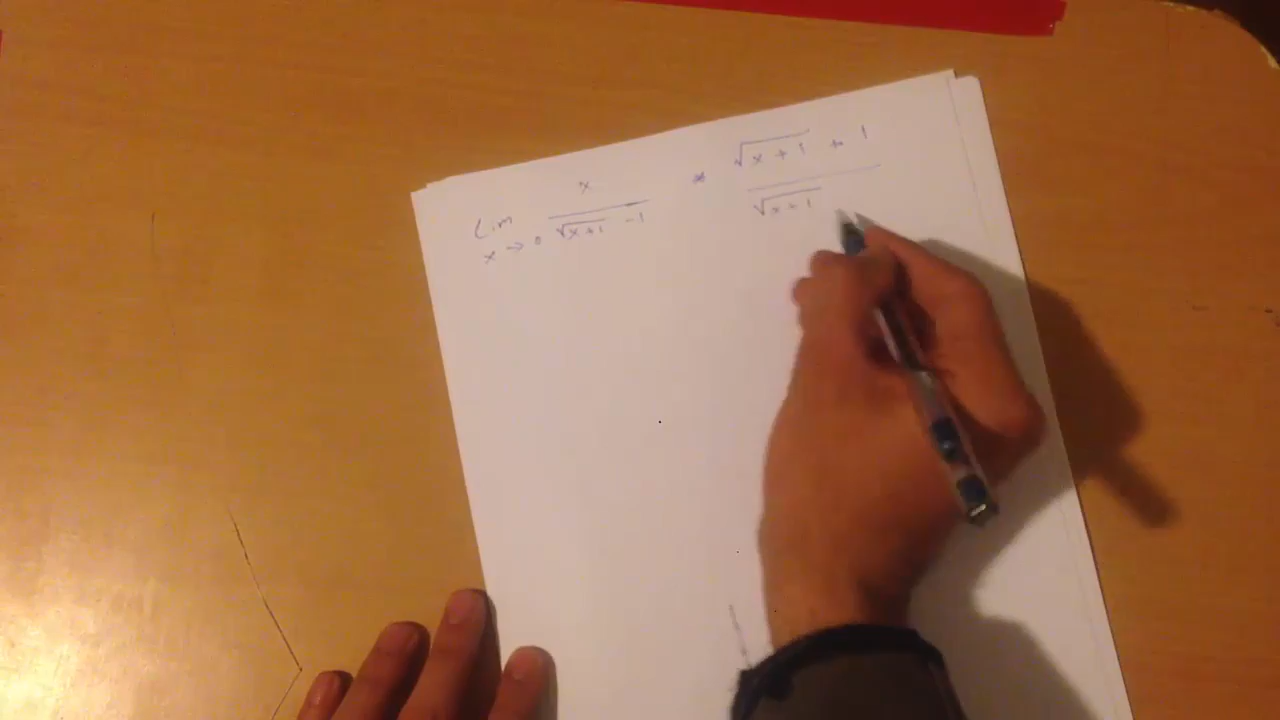 x * √x+1 + 1
Lim √x+1 -1 √x+1
x → 0